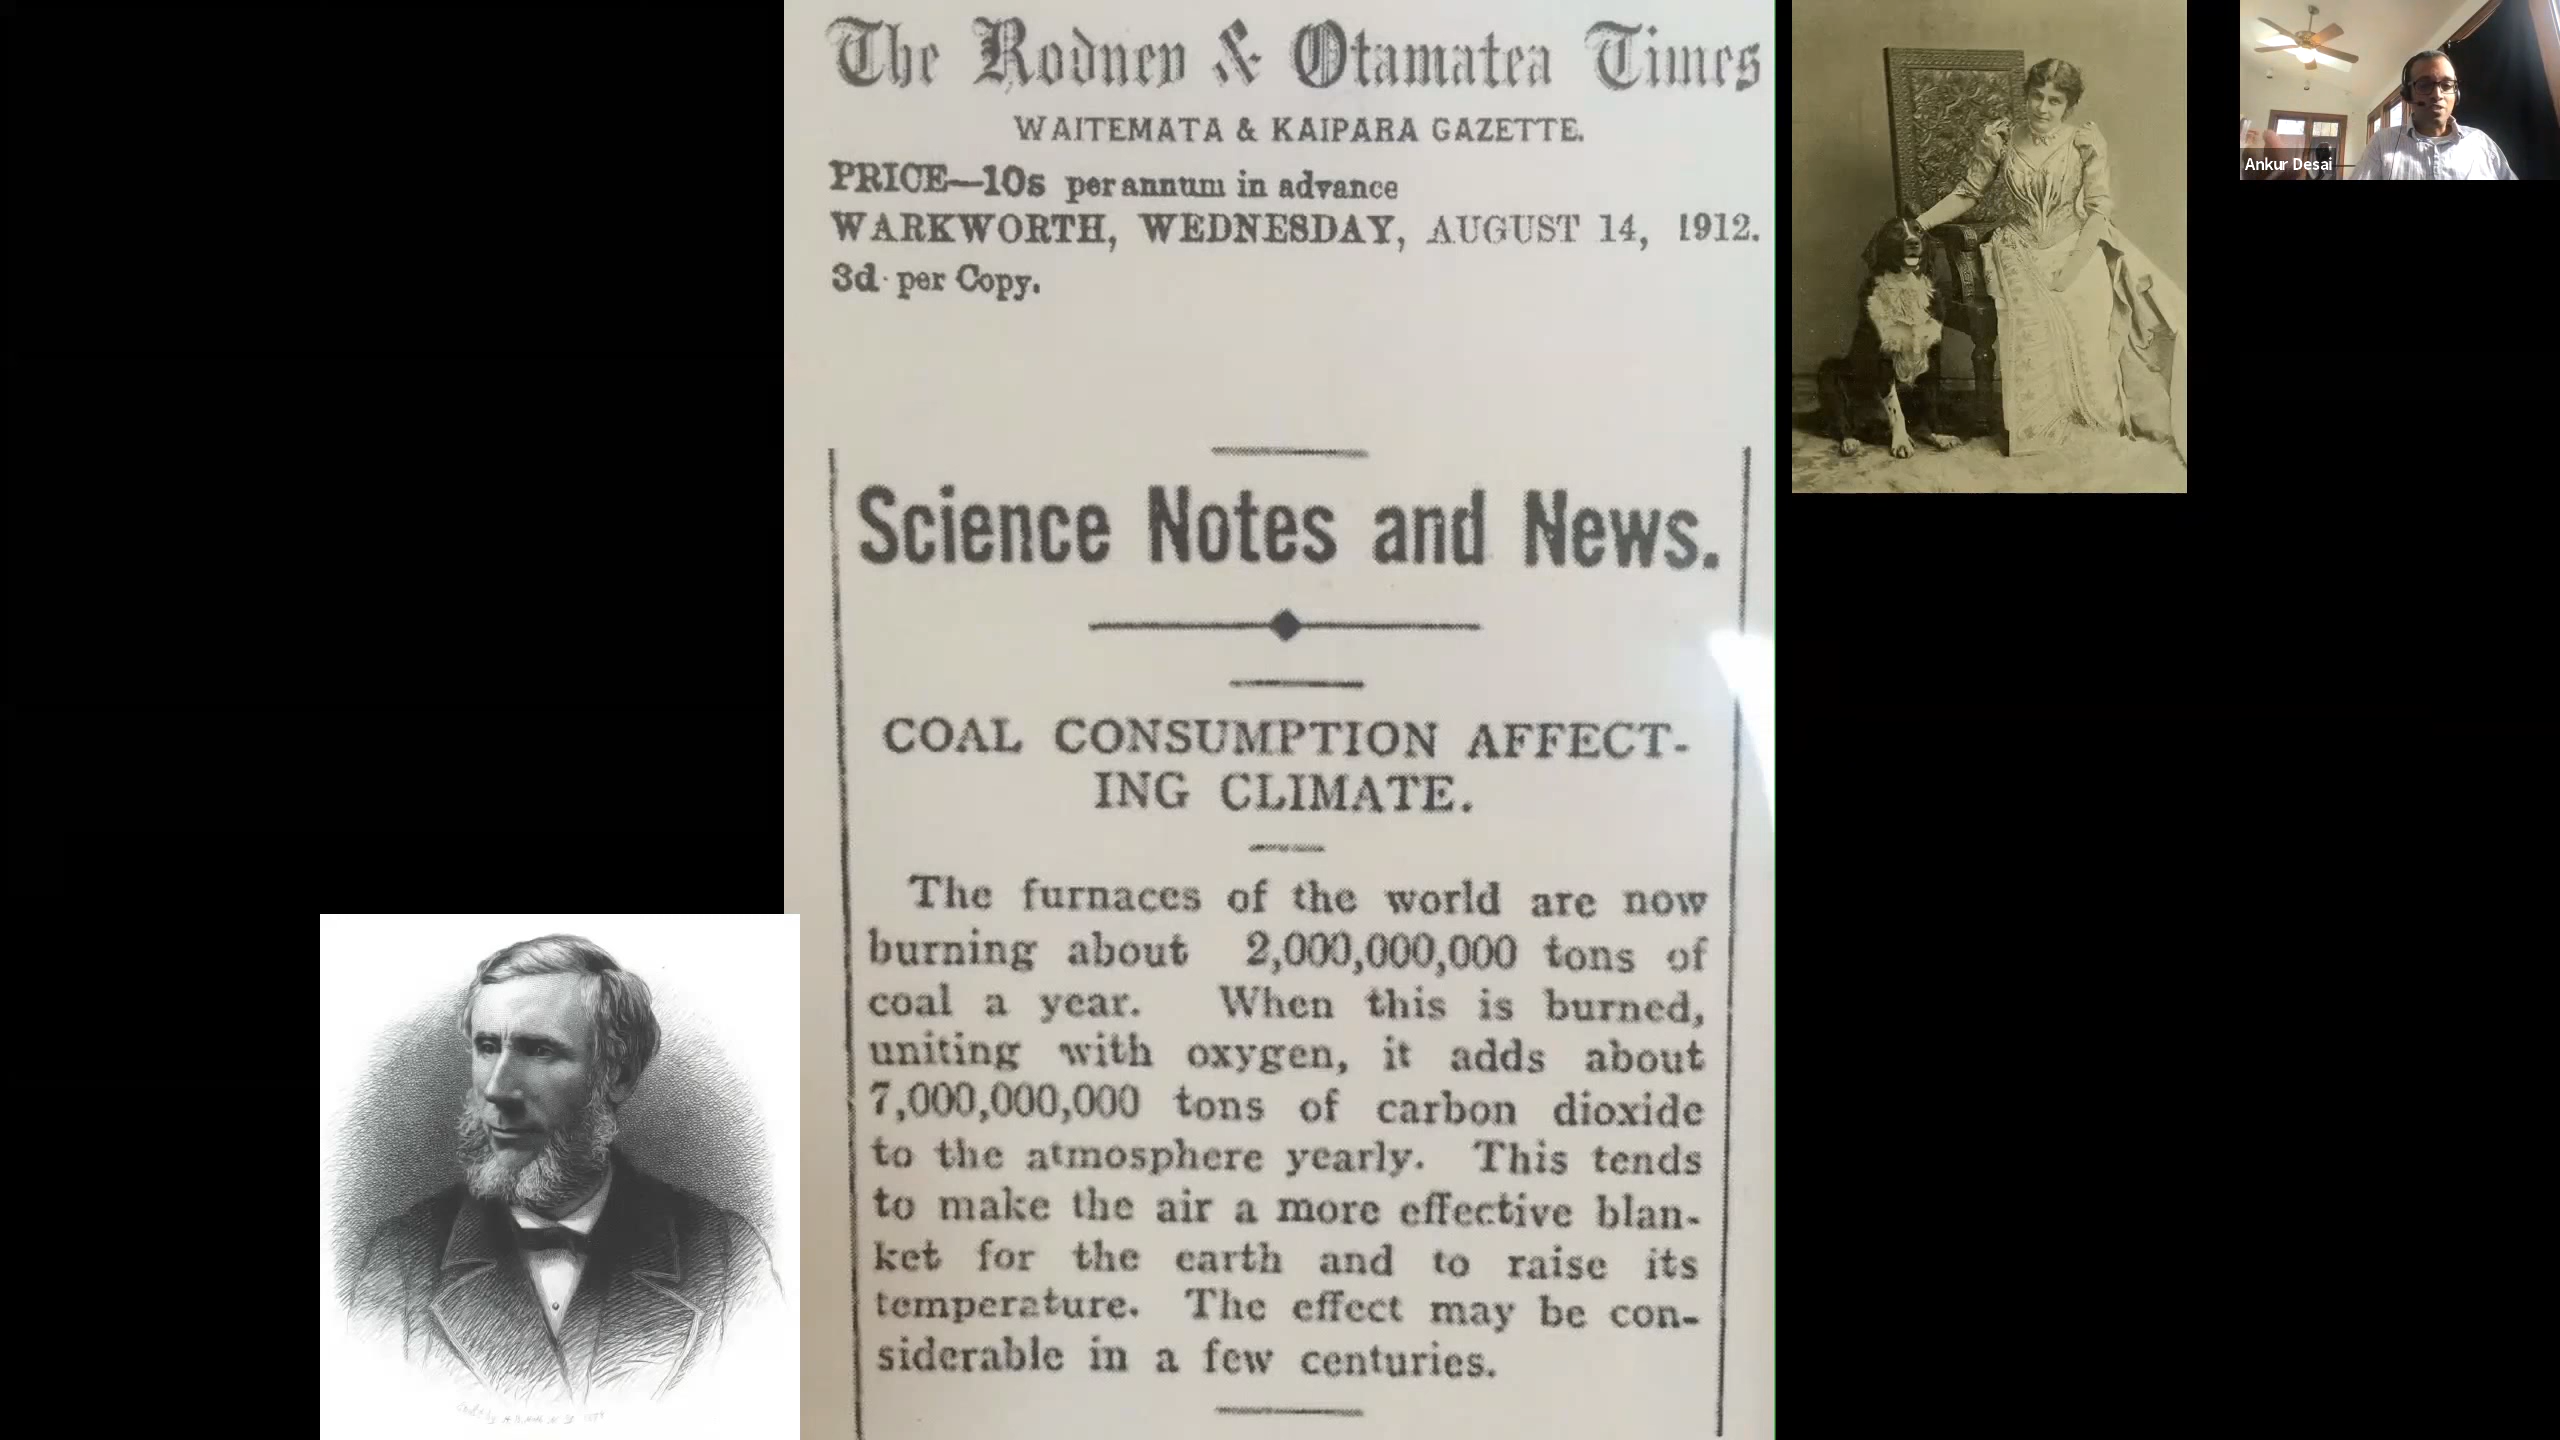 The Rodney & Otamatea Times
WAITEMATA & KAIPARA GAZETTE.
PRICE—10s per annum in advance
WARKWORTH, WEDNESDAY, AUGUST 14, 1912.
3d per Copy.
Science Notes and News.
COAL CONSUMPTION AFFECT-
ING CLIMATE.
The furnaces of the world are now
burning about 2,000,000,000 tons of
coal a year. When this is burned,
uniting with oxygen, it adds about
7,000,000,000 tons of carbon dioxide
to the atmosphere yearly. This tends
to make the air a more effective blan-
ket for the earth and to raise its
temperature. The effect may be con-
siderable in a few centuries.
Ankur Desai